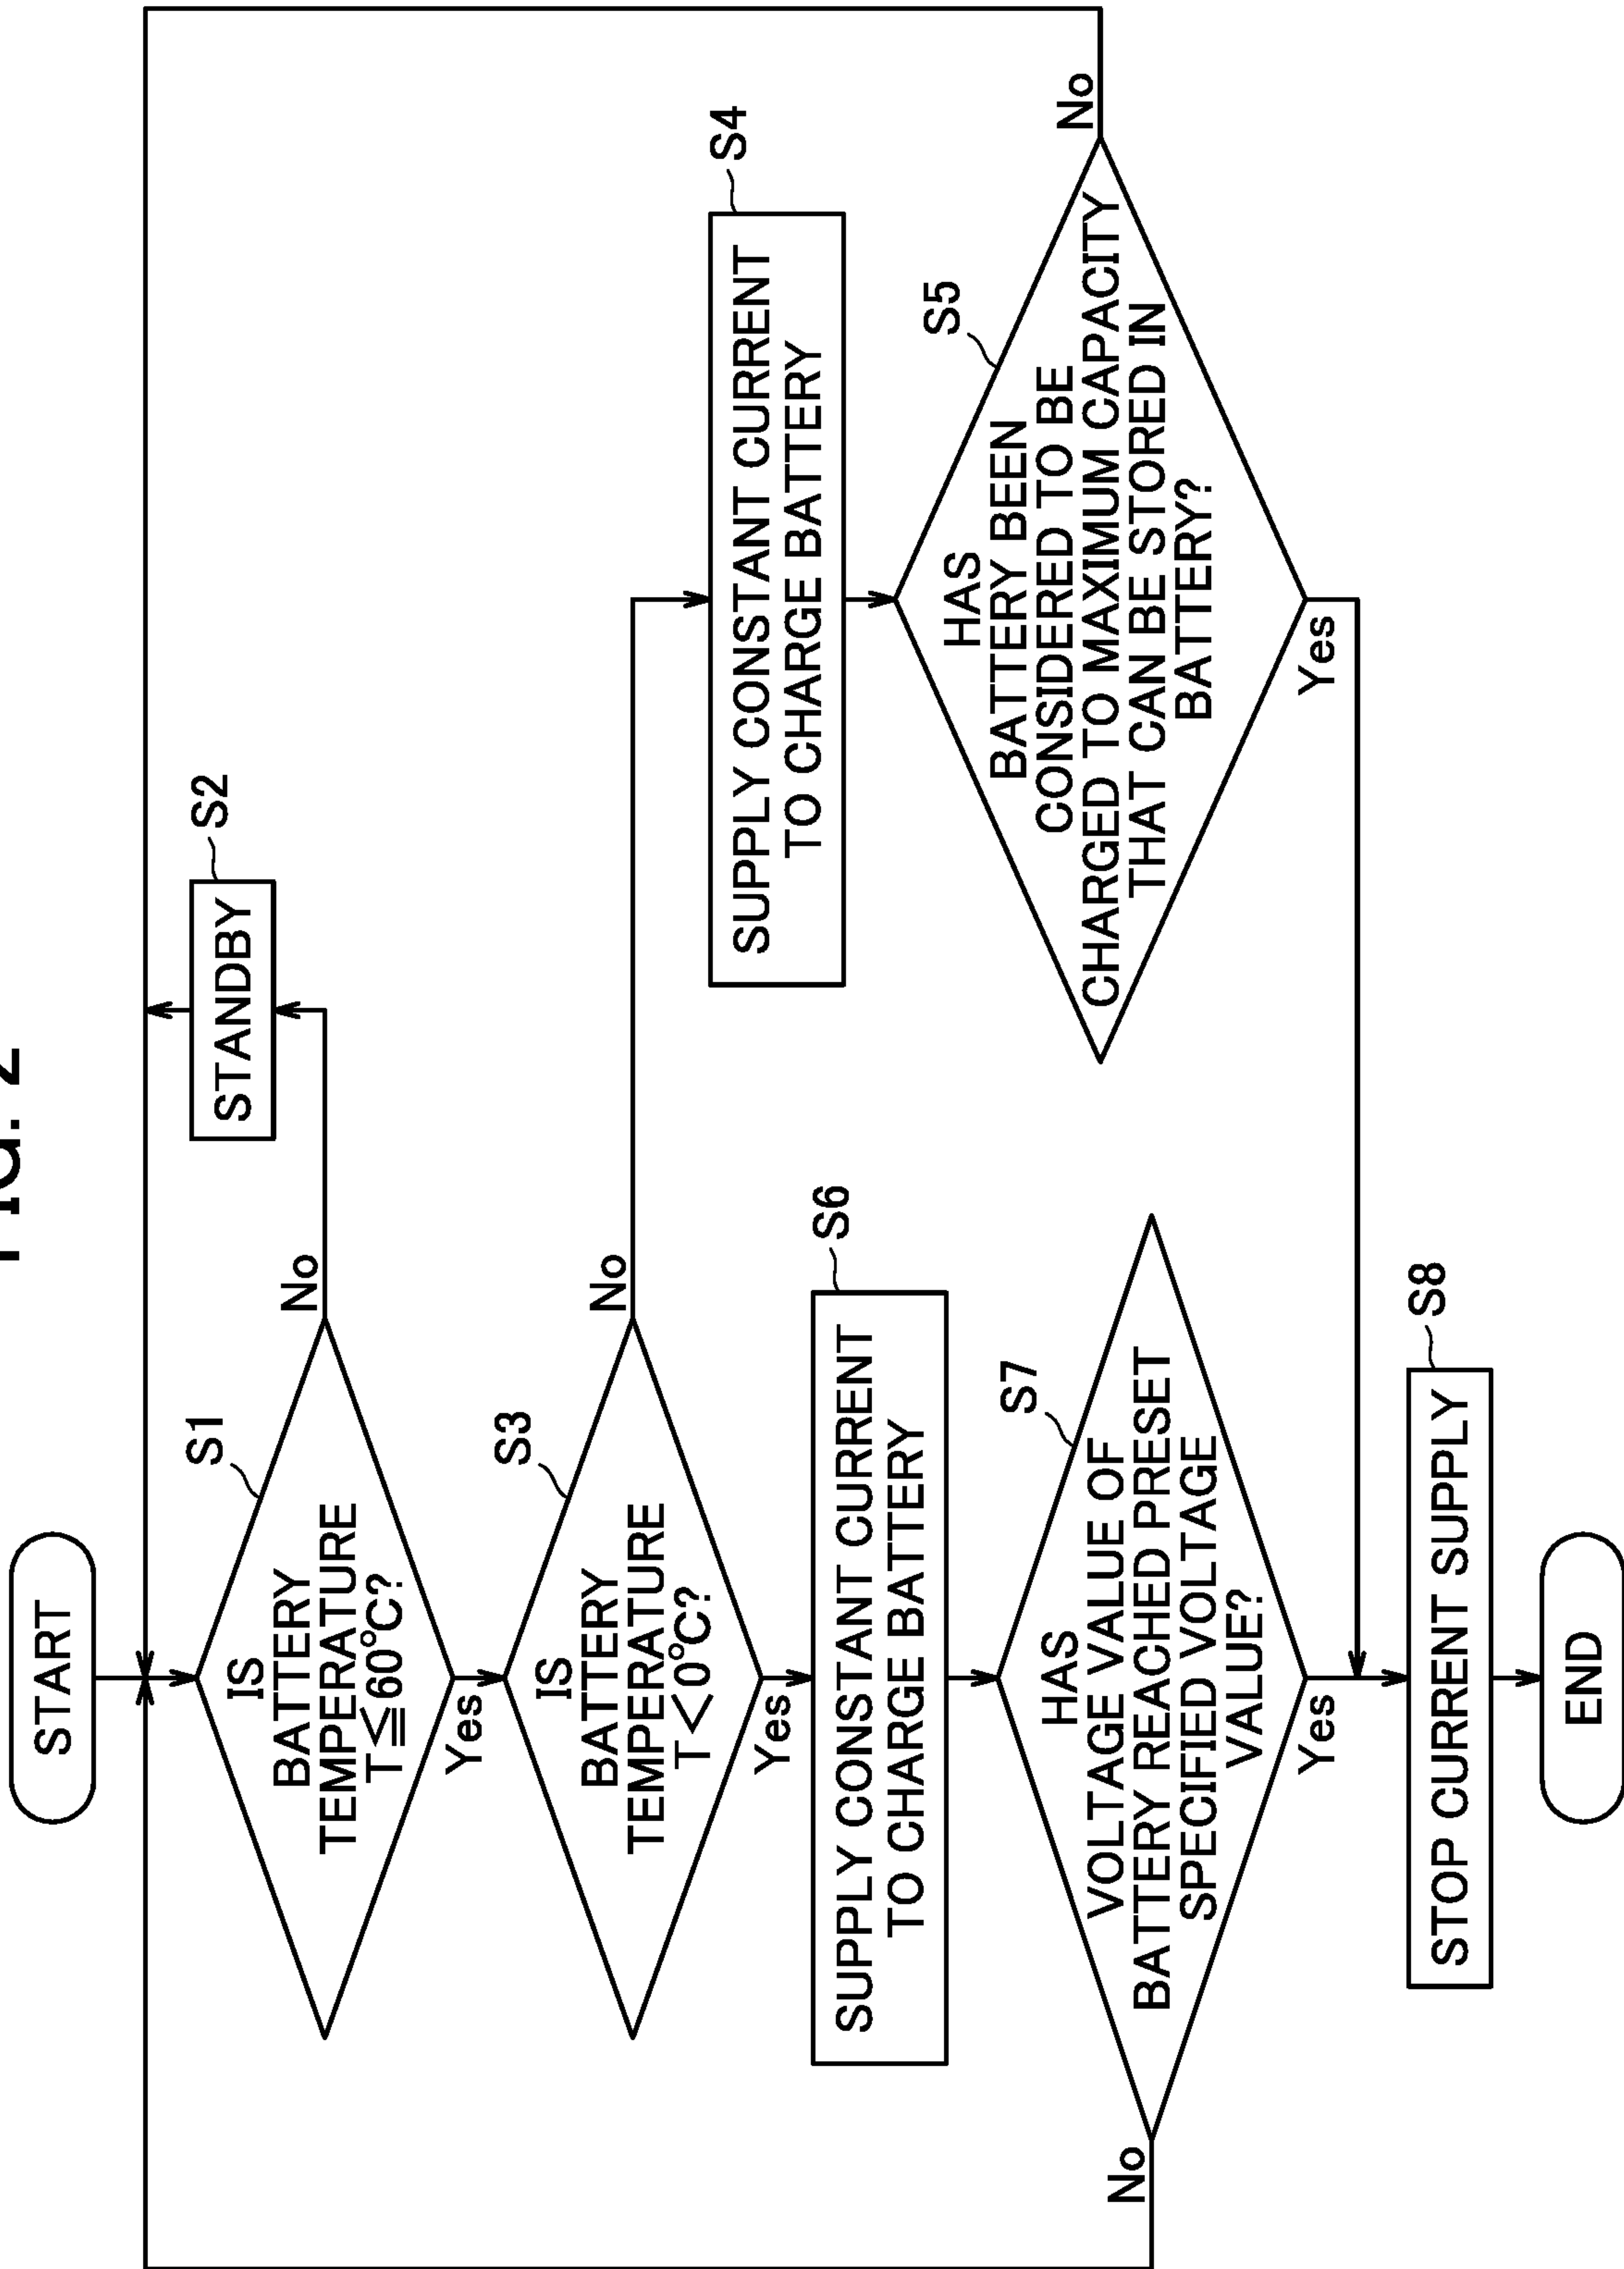 FIG. 2
START
S1
IS
BATTERY
TEMPERATURE
T≦60°C?
No
Yes
S2
STANDBY
S3
IS
BATTERY
TEMPERATURE
T<0°C?
No
Yes
S4
SUPPLY CONSTANT CURRENT
TO CHARGE BATTERY
S5
HAS
BATTERY BEEN
CONSIDERED TO BE
CHARGED TO MAXIMUM CAPACITY
THAT CAN BE STORED IN
BATTERY?
No
Yes
S6
SUPPLY CONSTANT CURRENT
TO CHARGE BATTERY
S7
HAS
VOLTAGE VALUE OF
BATTERY REACHED PRESET
SPECIFIED VOLTAGE
VALUE?
No
Yes
S8
STOP CURRENT SUPPLY
END